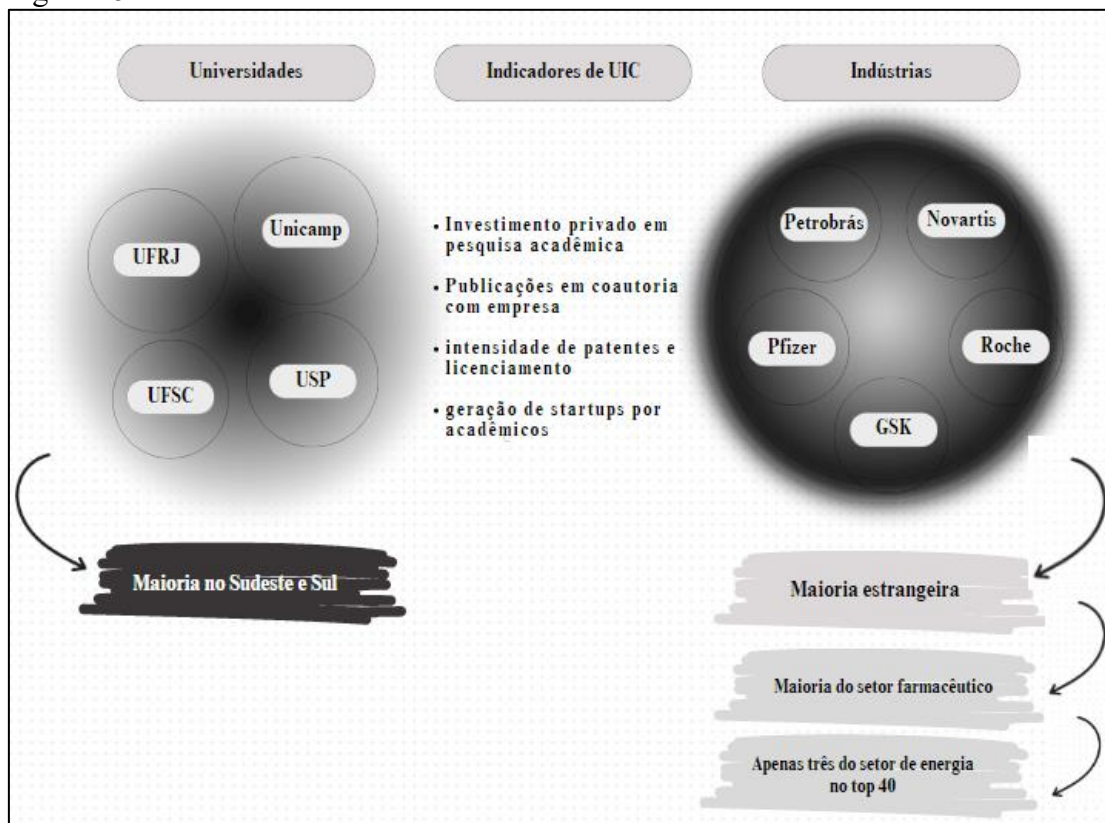 Universidades
Indicadores de UIC
Indústrias
UFRJ
Unicamp
UFSC
USP
• Investimento privado em
pesquisa acadêmica
• Publicações em coautoria
com empresa
• intensidade de patentes e
licenciamento
• geração de startups por
acadêmicos
Petrobrás
Novartis
Pfizer
Roche
GSK
Maioria no Sudeste e Sul
Maioria estrangeira
Maioria do setor farmacêutico
Apenas três do setor de energia
no top 40